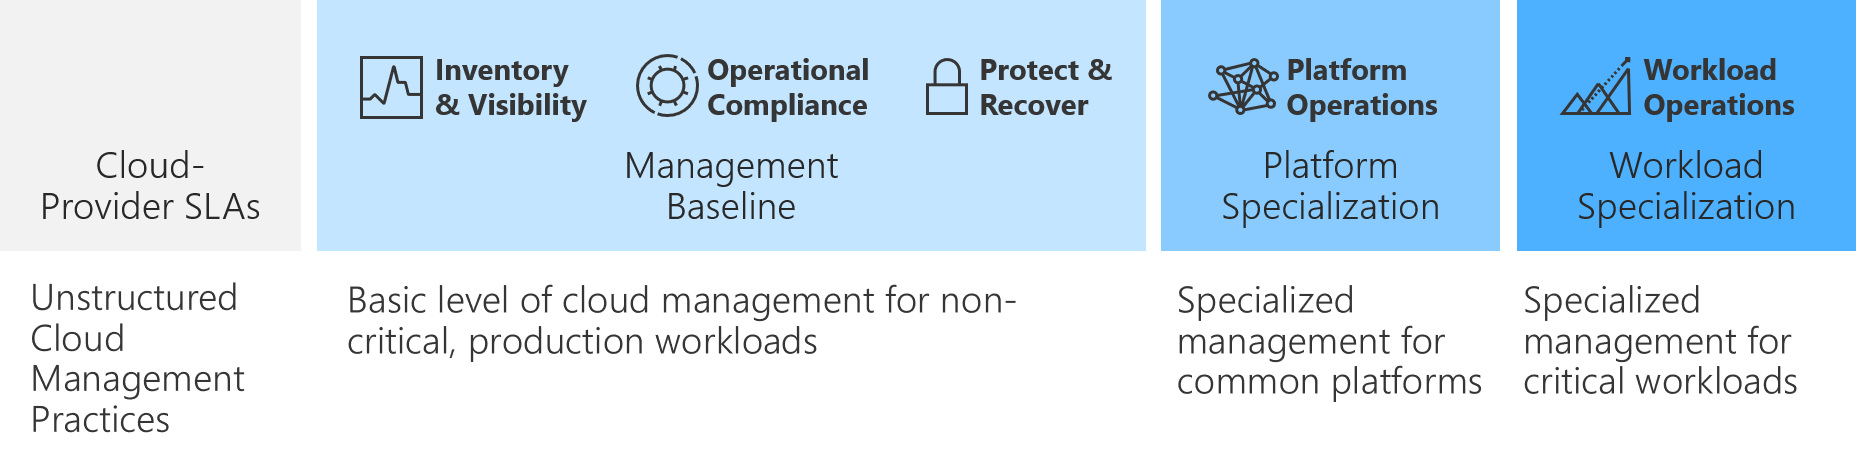 Cloud-
Provider SLAs
Unstructured
Cloud
Management
Practices
Inventory
& Visibility
Operational
Compliance
Protect &
Recover
Management
Baseline
Basic level of cloud management for non-
critical, production workloads
Platform
Operations
Platform
Specialization
Specialized
management for
common platforms
Workload
Operations
Workload
Specialization
Specialized
management for
critical workloads